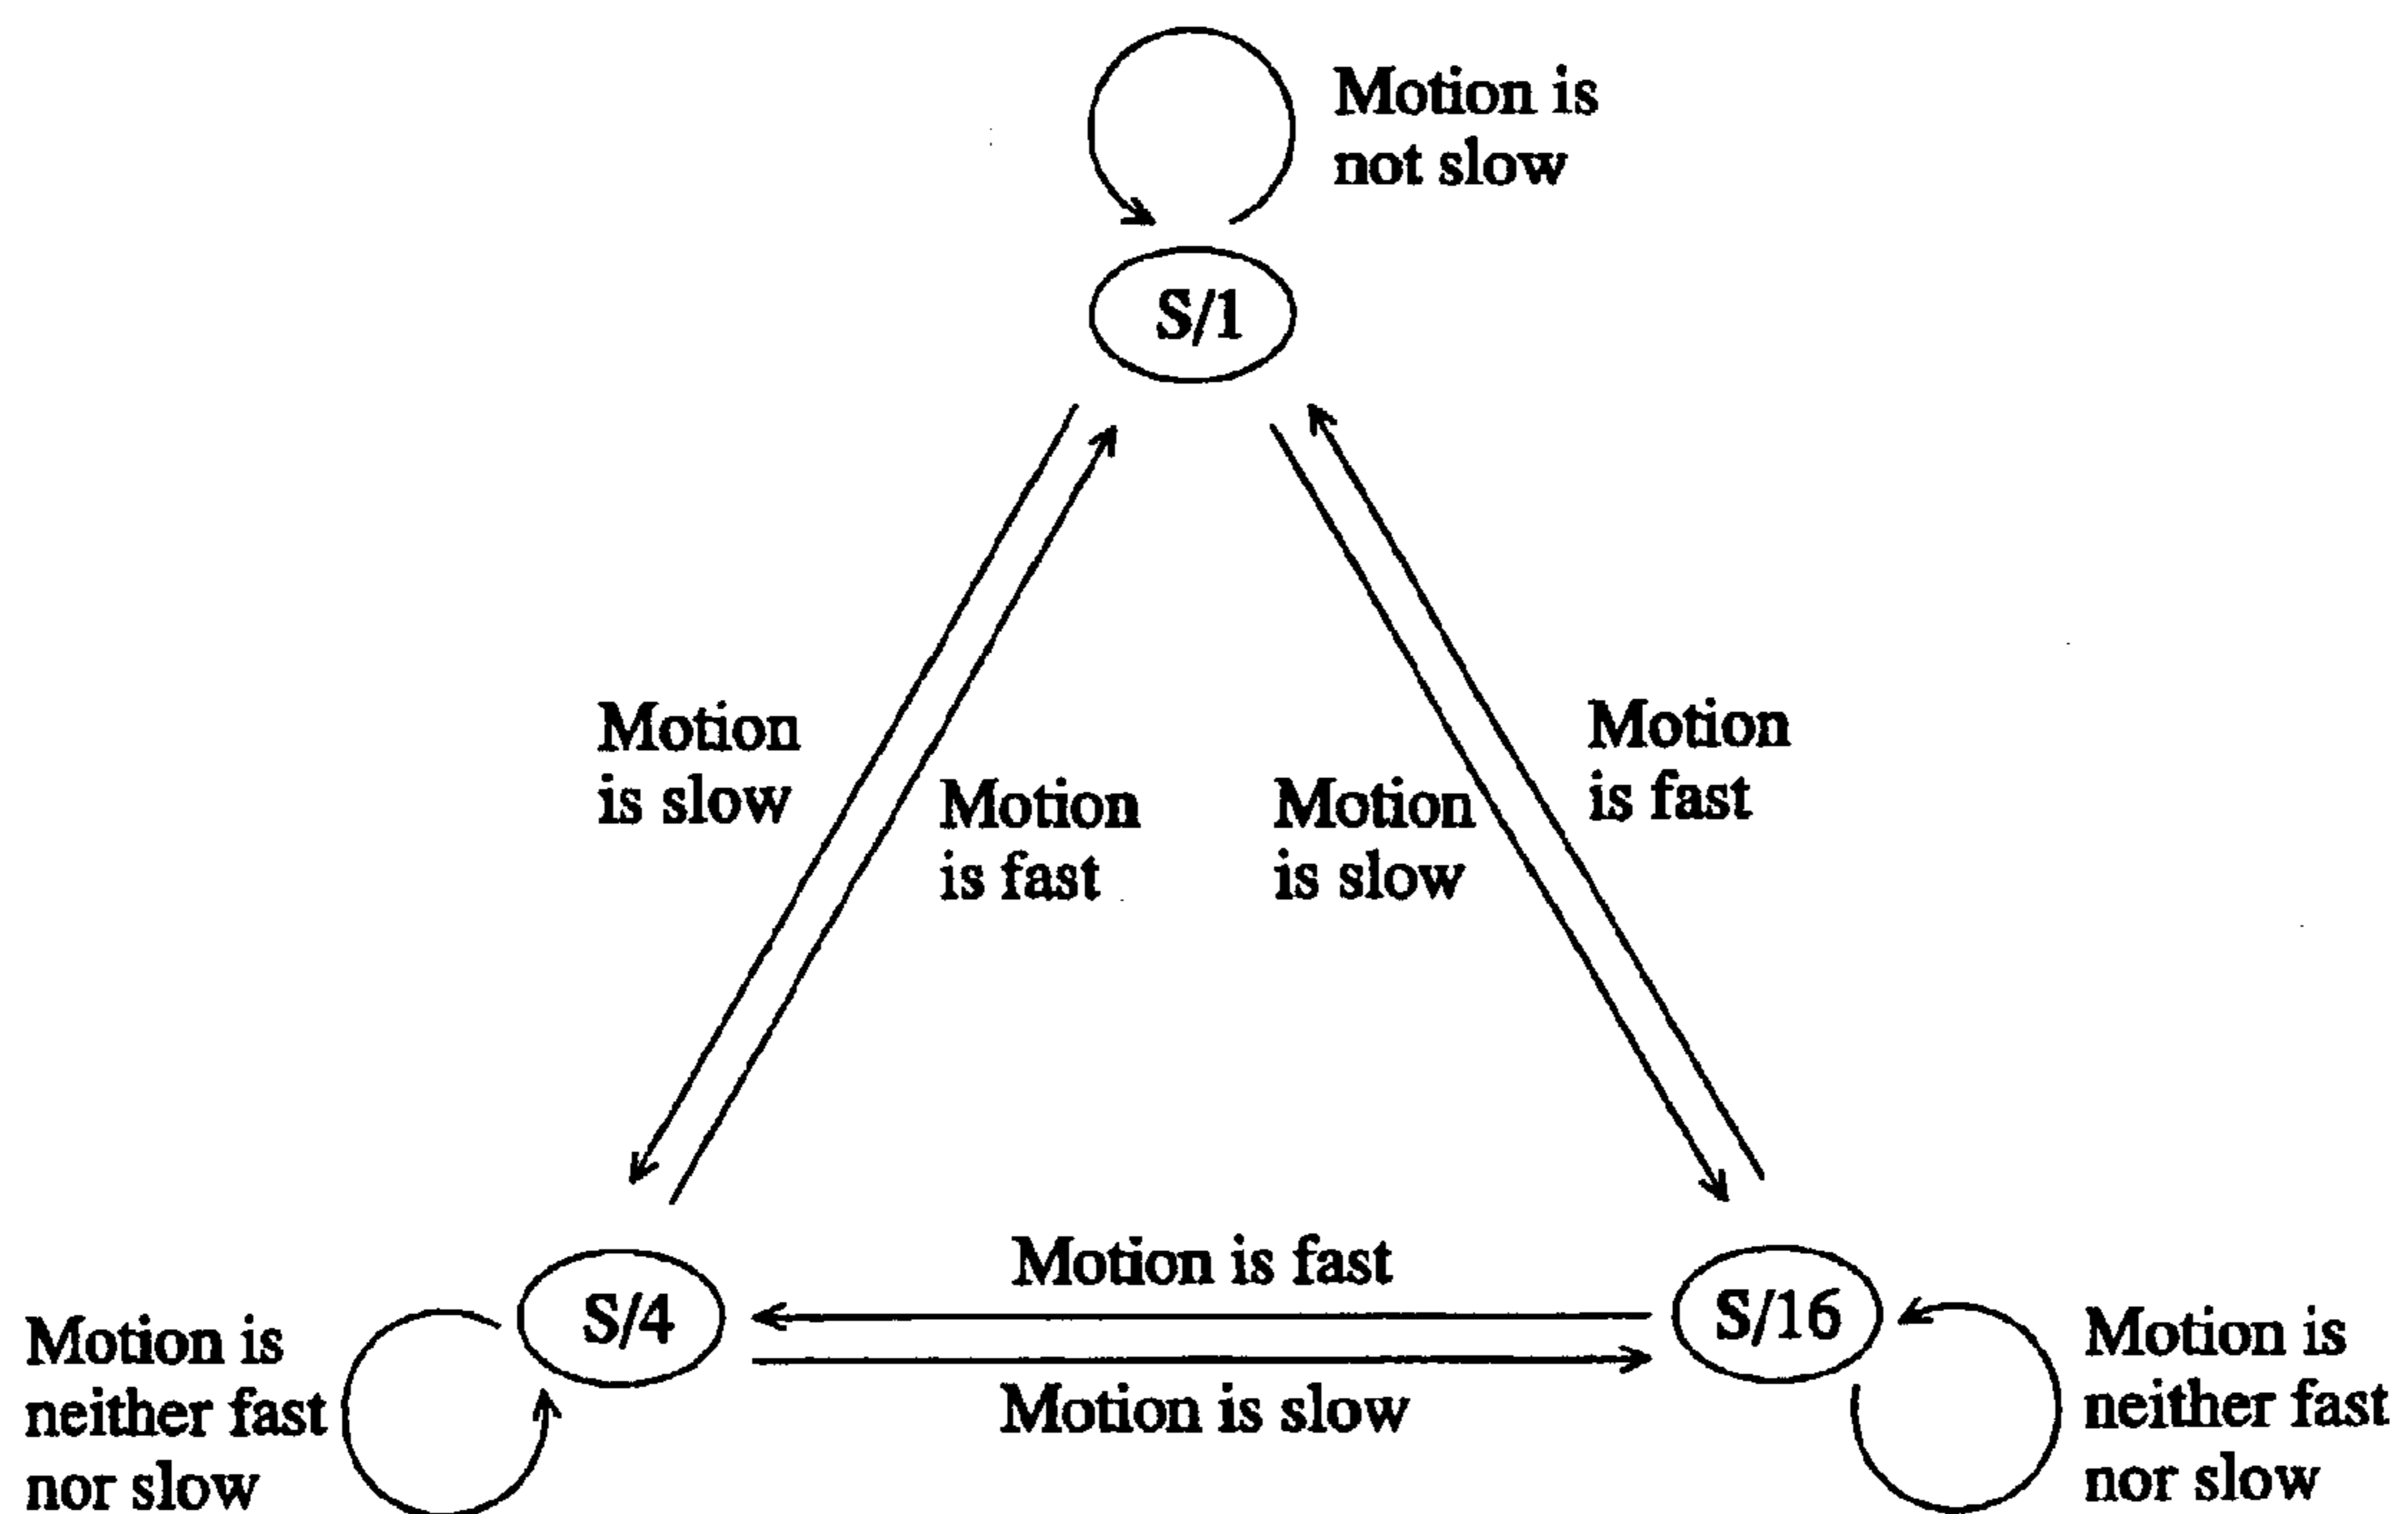 Motion is
not slow
S/1
Motion
is slow
Motion
is fast
Motion
is slow
Motion
is fast
Motion is fast
S/4
S/16
Motion is
neither fast
nor slow
Motion is slow
Motion is
neither fast
nor slow